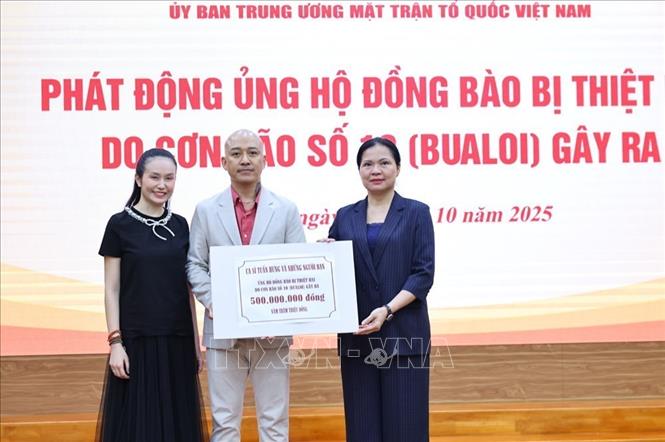 ỦY BAN TRUNG ƯƠNG MẶT TRẬN TỔ QUỐC VIỆT NAM
PHÁT ĐỘNG ỦNG HỘ ĐỒNG BÀO BỊ THIỆT
DO CƠN BÃO SỐ 10 (BUALOI) GÂY RA
ngày 10 năm 2025
CA SĨ TUẤN HƯNG VÀ NHỮNG NGƯỜI BẠN
ỦNG HỘ ĐỒNG BÀO BỊ THIỆT HẠI
DO CƠN BÃO SỐ 10 (BUALOI) GÂY RA
500.000.000 đồng
NĂM TRĂM TRIỆU ĐỒNG
TTXVN-VNA